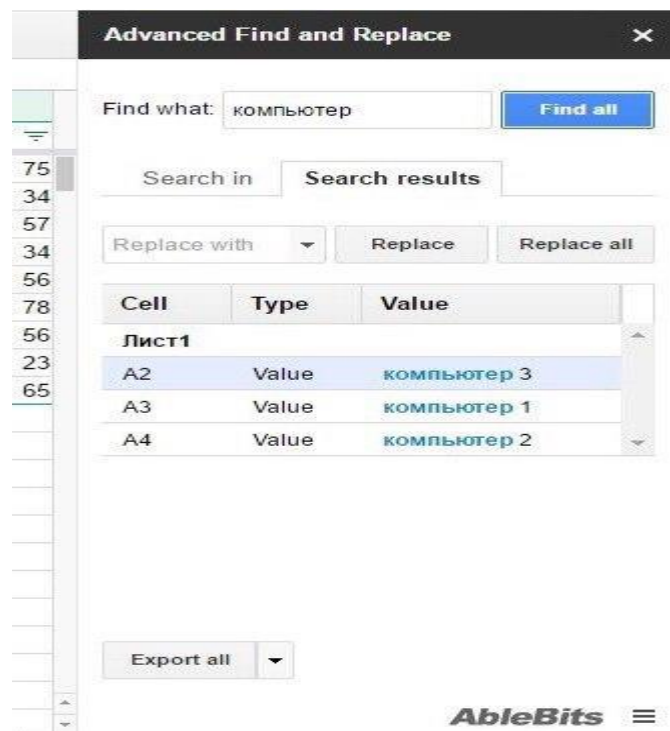 Advanced Find and Replace ×
Find what: компьютер Find all
Search in Search results
Replace with Replace Replace all
Cell Type Value
Лист1
A2 Value компьютер 3
A3 Value компьютер 1
A4 Value компьютер 2
Export all
AbleBits
75
34
57
34
56
78
56
23
65